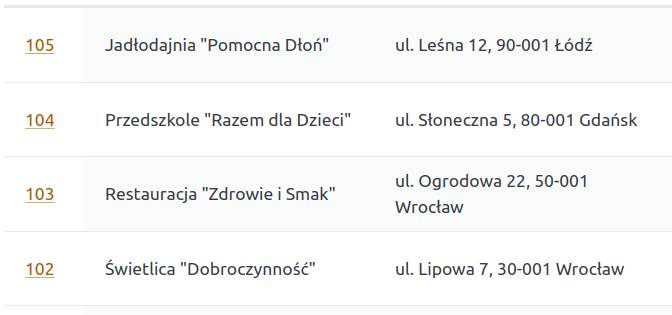 105 Jadłodajnia "Pomocna Dłoń" ul. Leśna 12, 90-001 Łódź
104 Przedszkole "Razem dla Dzieci" ul. Słoneczna 5, 80-001 Gdańsk
103 Restauracja "Zdrowie i Smak" ul. Ogrodowa 22, 50-001
Wrocław
102 Świetlica "Dobroczynność" ul. Lipowa 7, 30-001 Wrocław